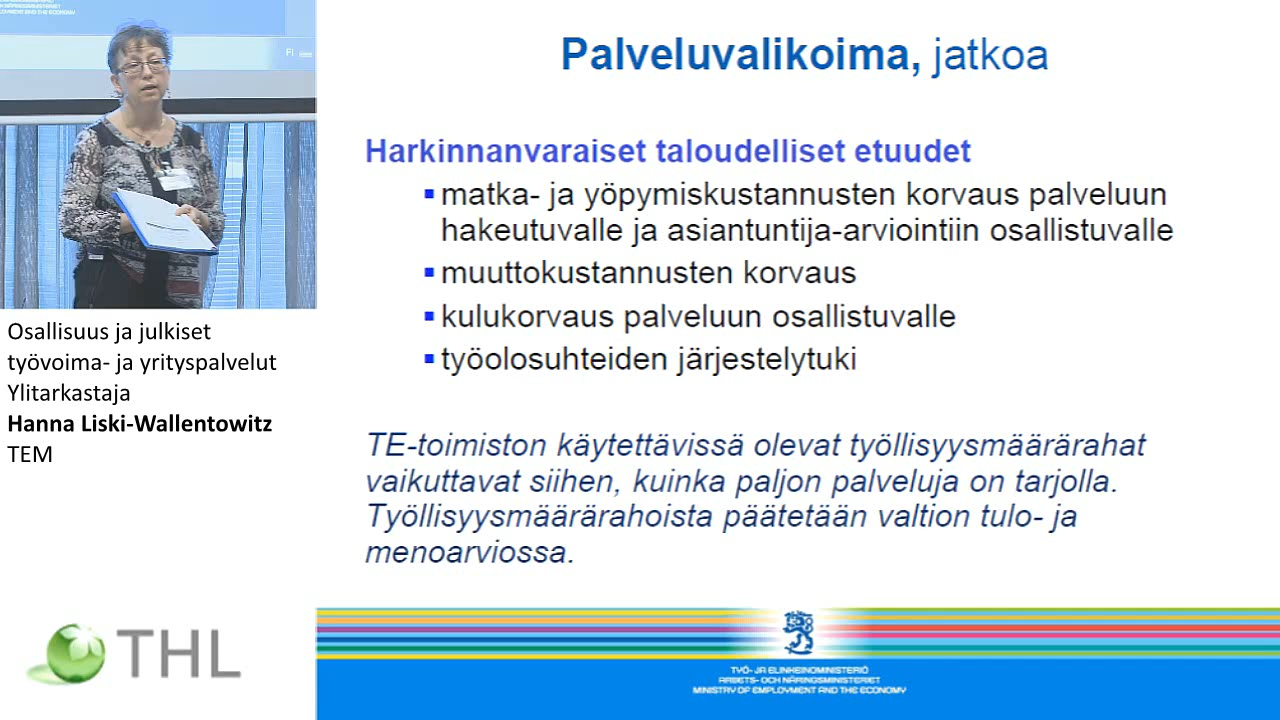 Palveluvalikoima, jatkoa
Harkinnanvaraiset taloudelliset etuudet
▪ matka- ja yöpymiskustannusten korvaus palveluun
hakeutuvalle ja asiantuntija-arviointiin osallistuvalle
▪ muuttokustannusten korvaus
▪ kulukorvaus palveluun osallistuvalle
▪ työolosuhteiden järjestelytuki
TE-toimiston käytettävissä olevat työllisyysmäärärahat
vaikuttavat siihen, kuinka paljon palveluja on tarjolla.
Työllisyysmäärärahoista päätetään valtion tulo- ja
menoarviossa.
Osallisuus ja julkiset
työvoima- ja yrityspalvelut
Ylitarkastaja
Hanna Liski-Wallentowitz
TEM
THL
TYÖ- JA ELINKEINOMINISTERIÖ
ARBETS- OCH NÄRINGSMINISTERIET
MINISTRY OF EMPLOYMENT AND THE ECONOMY